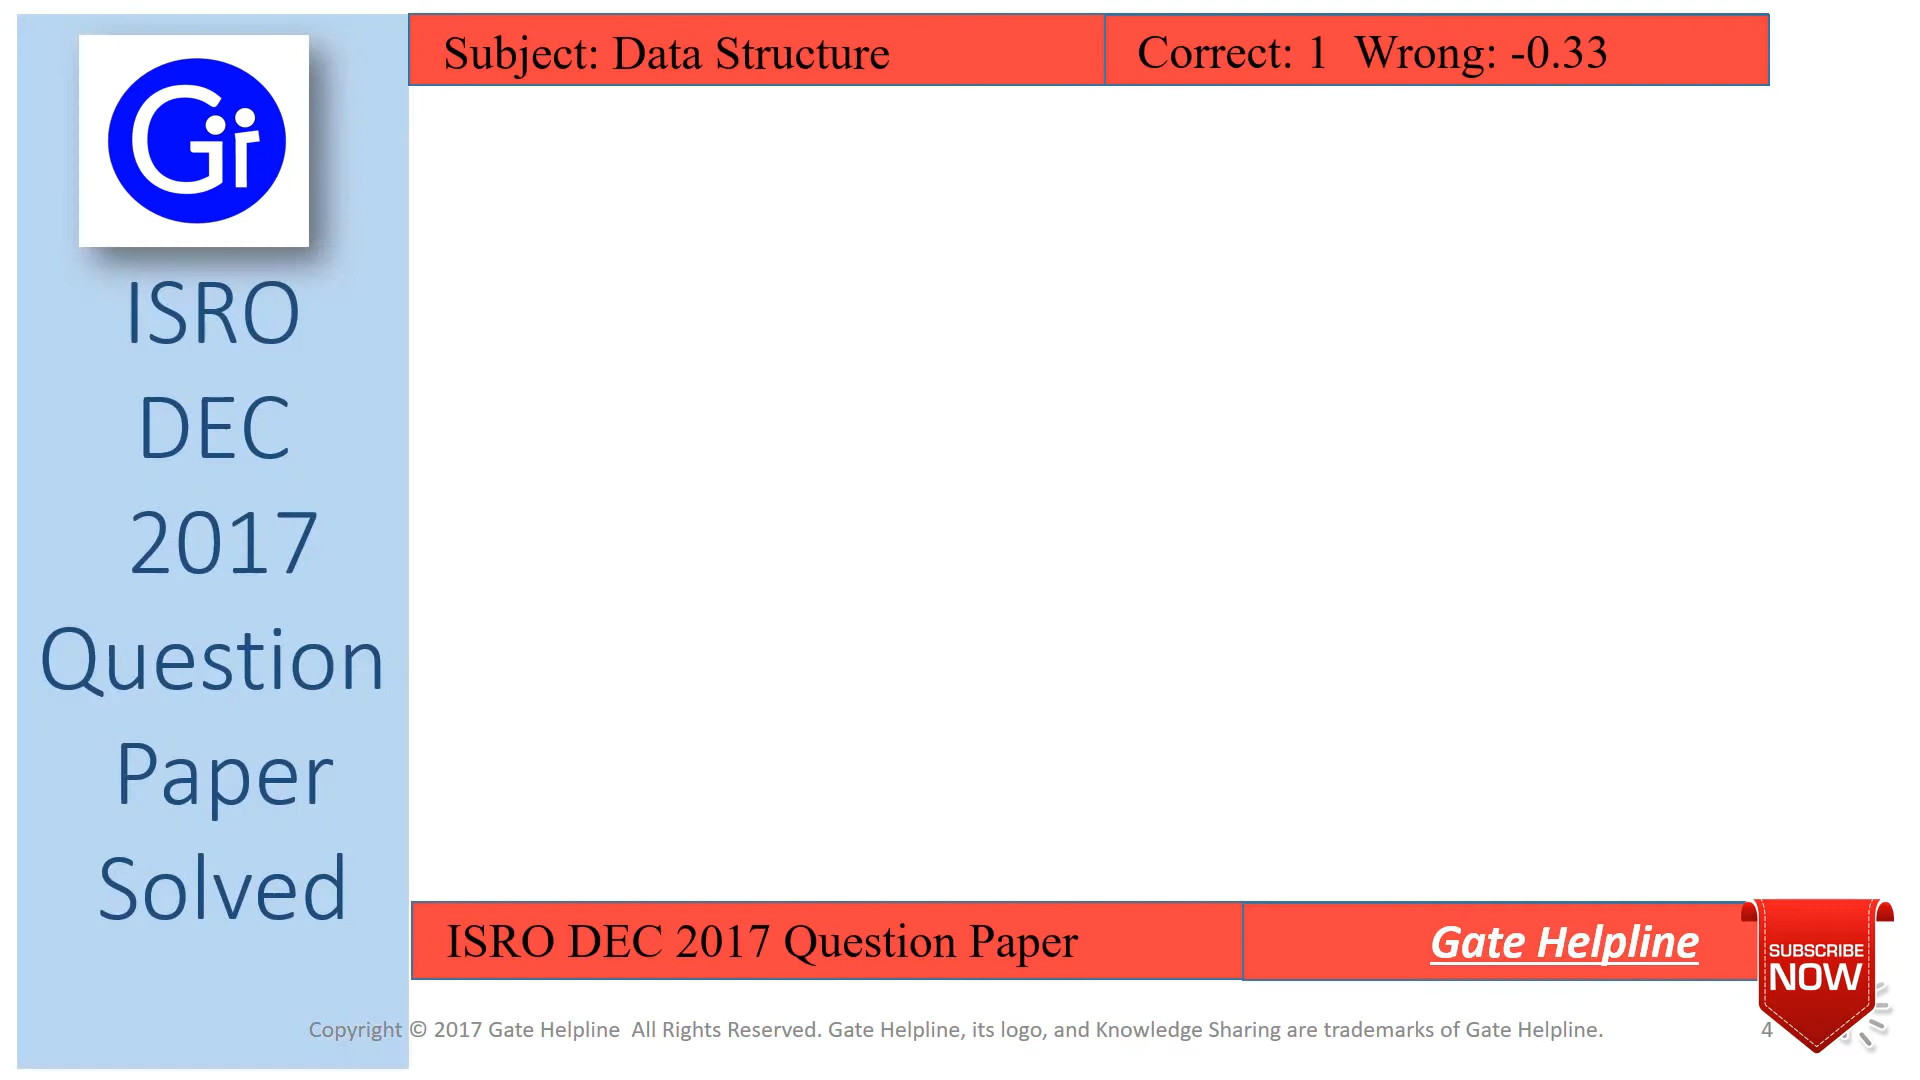 Subject: Data Structure
Correct: 1 Wrong: -0.33
Gi
ISRO
DEC
2017
Question
Paper
Solved
ISRO DEC 2017 Question Paper
Gate Helpline
SUBSCRIBE
NOW
Copyright © 2017 Gate Helpline All Rights Reserved. Gate Helpline, its logo, and Knowledge Sharing are trademarks of Gate Helpline.
4